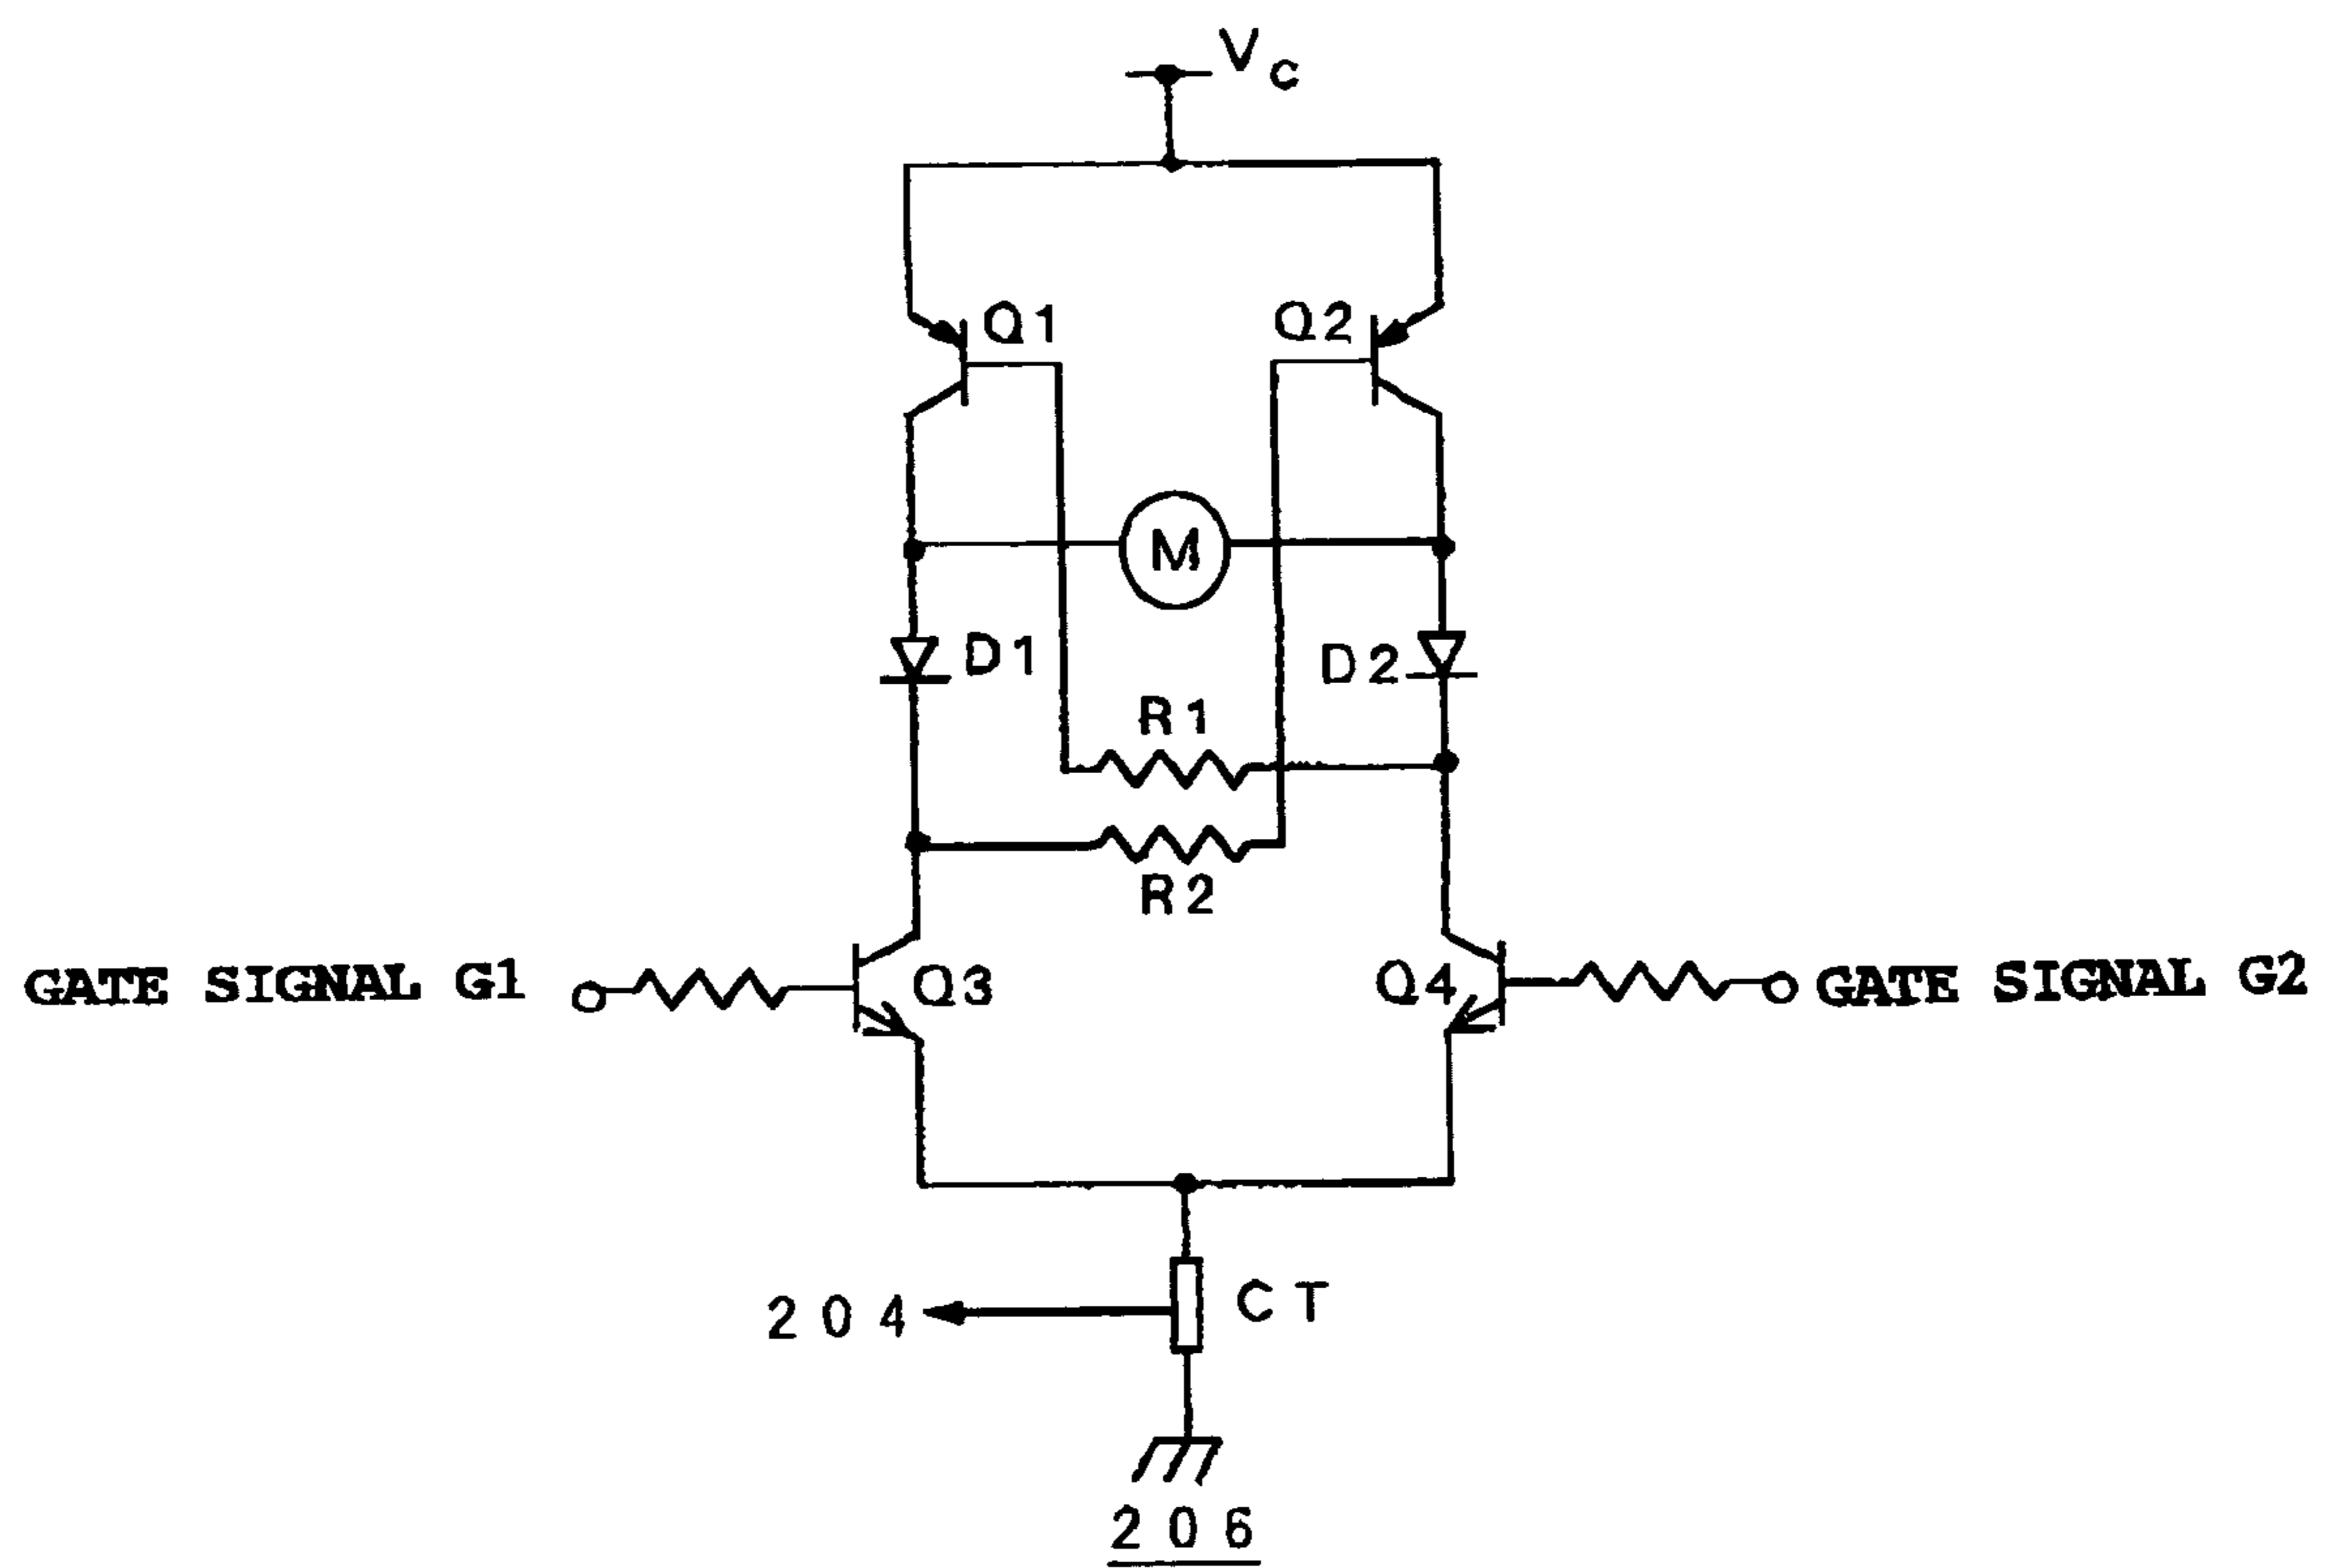 Vc
Q1
Q2
M
D1
D2
R1
R2
GATE SIGNAL G1
Q3
Q4
GATE SIGNAL G2
204
CT
206